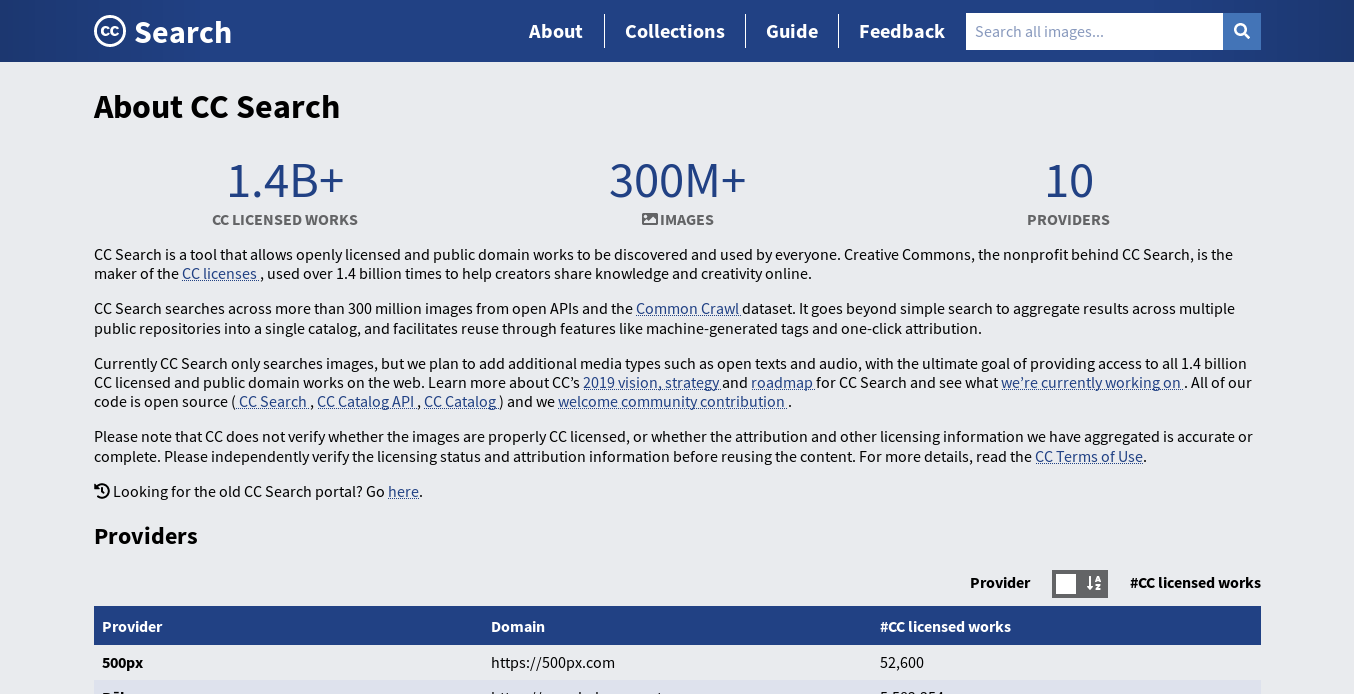 cc Search
About
Collections
Guide
Feedback
Search all images...
About CC Search
1.4B+
CC LICENSED WORKS
300M+
IMAGES
10
PROVIDERS
CC Search is a tool that allows openly licensed and public domain works to be discovered and used by everyone. Creative Commons, the nonprofit behind CC Search, is the
maker of the CC licenses , used over 1.4 billion times to help creators share knowledge and creativity online.
CC Search searches across more than 300 million images from open APIs and the Common Crawl dataset. It goes beyond simple search to aggregate results across multiple
public repositories into a single catalog, and facilitates reuse through features like machine-generated tags and one-click attribution.
Currently CC Search only searches images, but we plan to add additional media types such as open texts and audio, with the ultimate goal of providing access to all 1.4 billion
CC licensed and public domain works on the web. Learn more about CC’s 2019 vision, strategy and roadmap for CC Search and see what we’re currently working on . All of our
code is open source ( CC Search , CC Catalog API , CC Catalog ) and we welcome community contribution .
Please note that CC does not verify whether the images are properly CC licensed, or whether the attribution and other licensing information we have aggregated is accurate or
complete. Please independently verify the licensing status and attribution information before reusing the content. For more details, read the CC Terms of Use.
Looking for the old CC Search portal? Go here.
Providers
Provider
#CC licensed works
Provider Domain #CC licensed works
500px https://500px.com 52,600